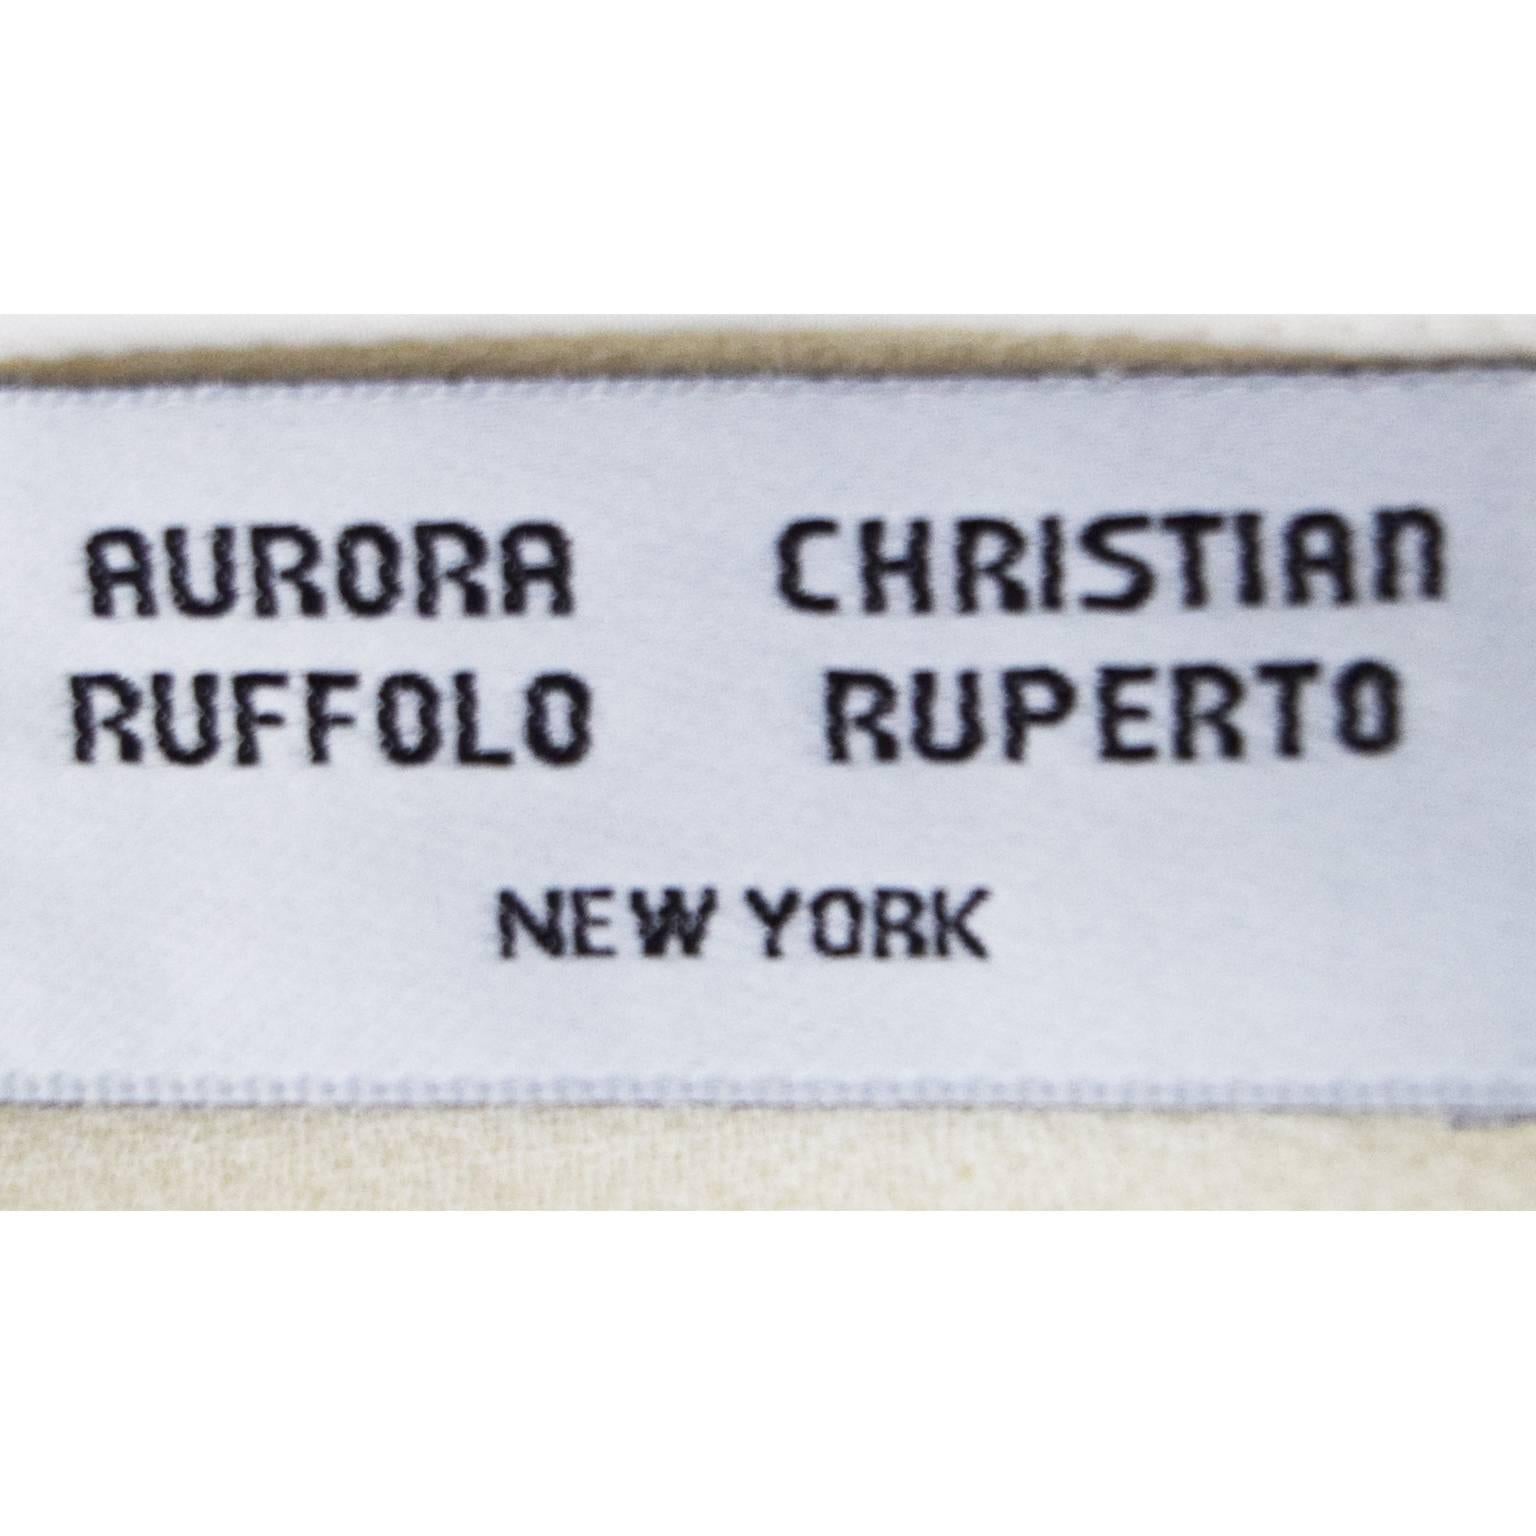 AURORA CHRISTIAN
RUFFOLO RUPERTO
NEW YORK